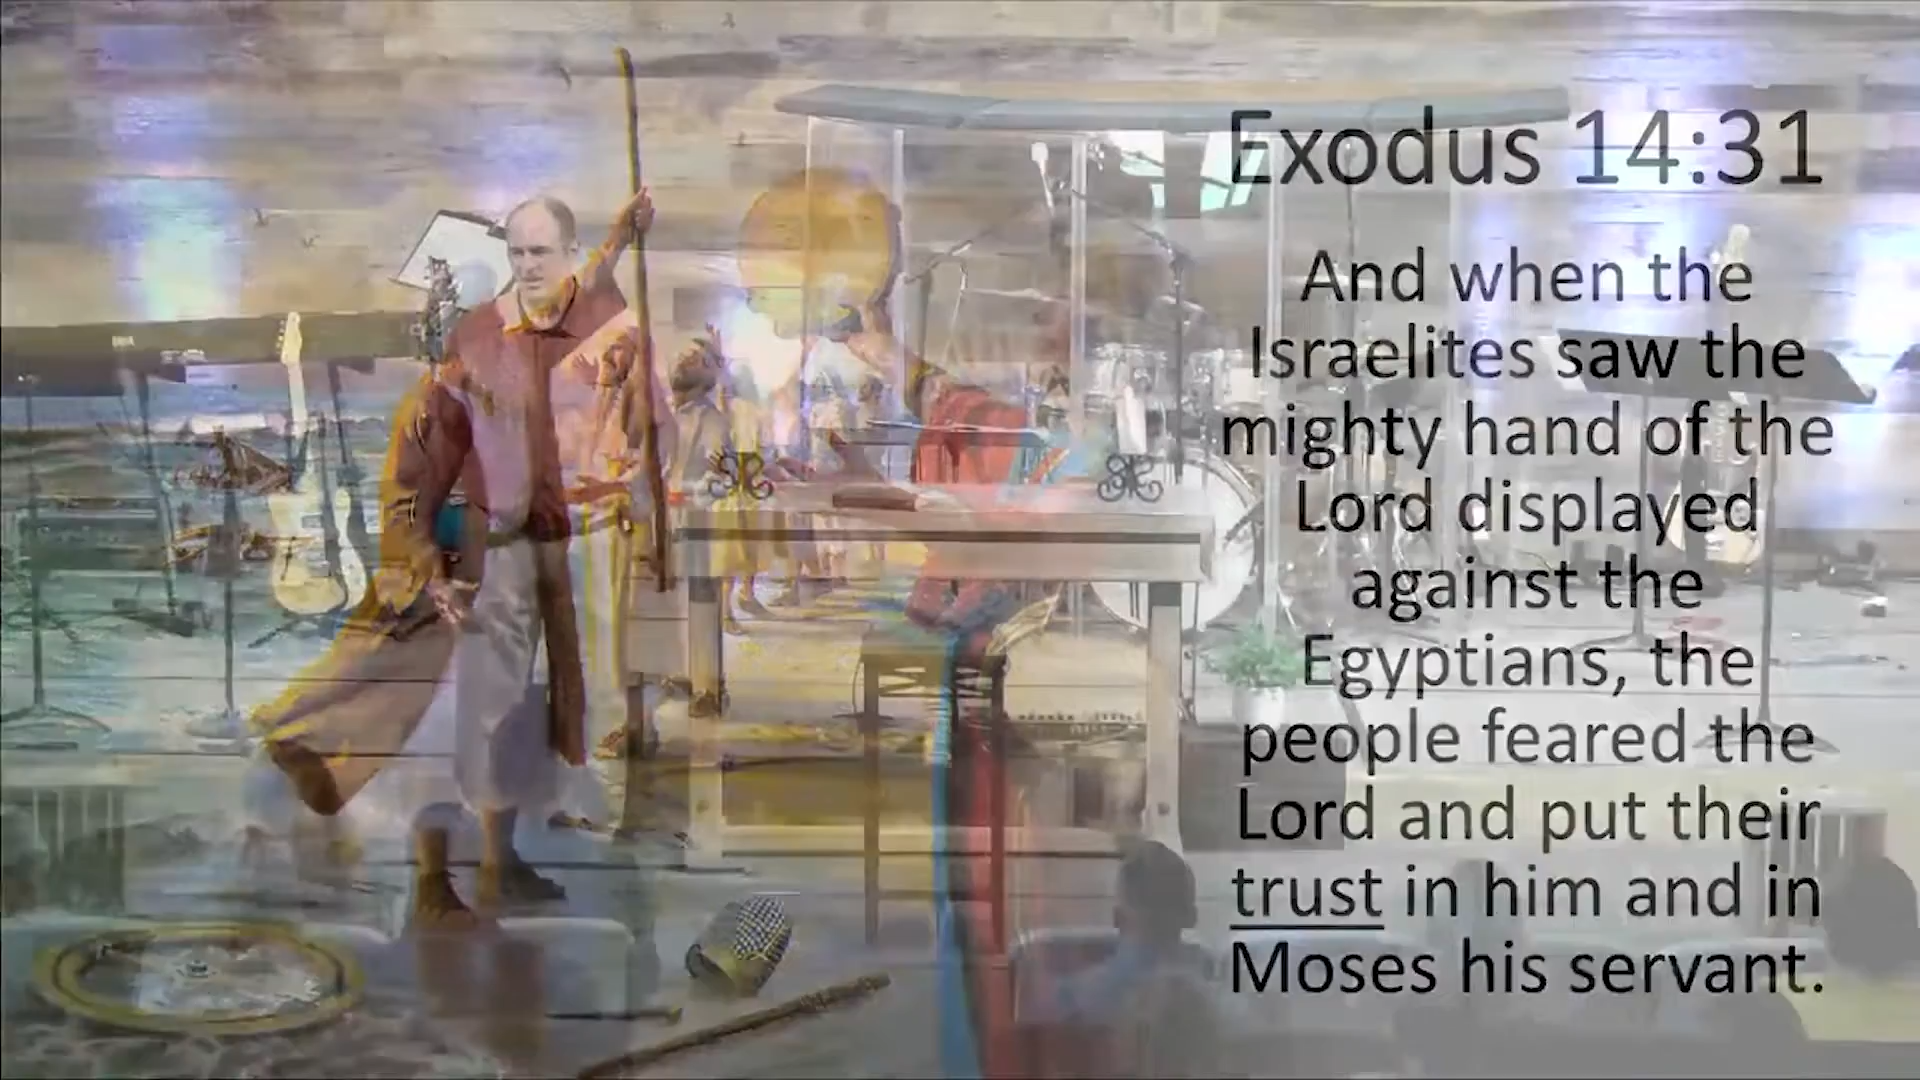 Exodus 14:31
And when the
Israelites saw the
mighty hand of the
Lord displayed
against the
Egyptians, the
people feared the
Lord and put their
trust in him and in
Moses his servant.